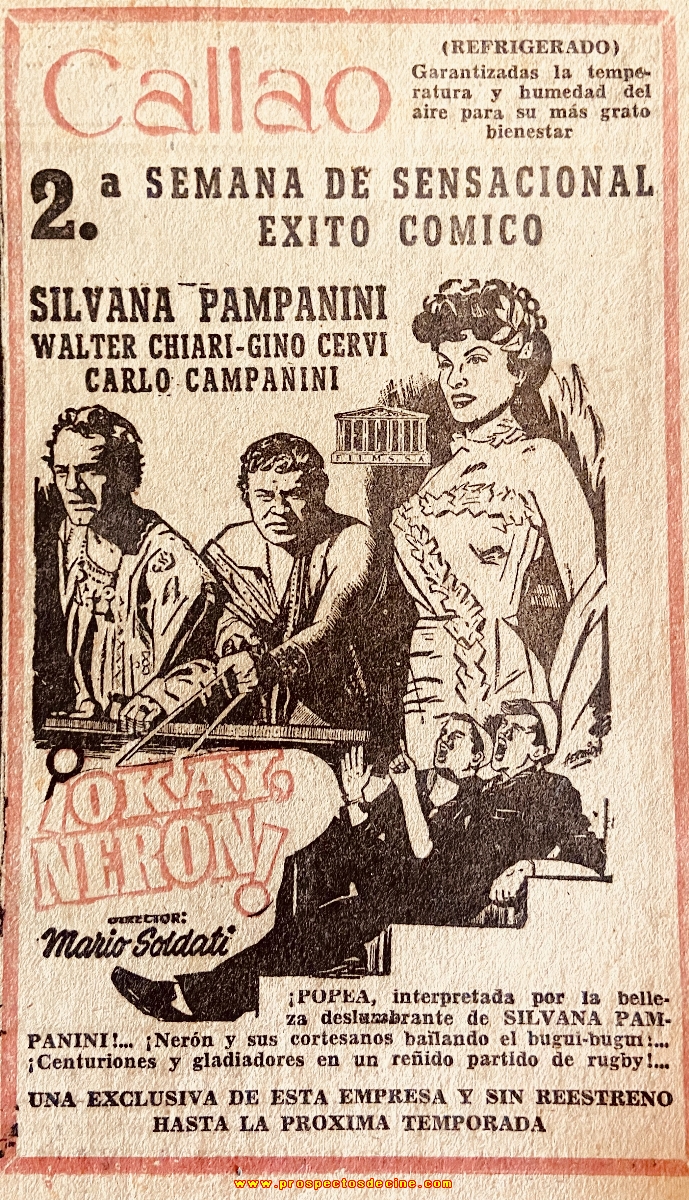 Callao
(REFRIGERADO)
Garantizadas la tempe-
ratura y humedad del
aire para su más grato
bienestar
2.ª SEMANA DE SENSACIONAL
EXITO COMICO
SILVANA PAMPANINI
WALTER CHIARI-GINO CERVI
CARLO CAMPANINI
FILMSSA
¡OKAY,
NERÓN!
DIRECTOR:
Mario Soldati
¡POPEA, interpretada por la belle-
za deslumbrante de SILVANA PAM-
PANINI!... ¡Nerón y sus cortesanos bailando el bugui-bugui!...
¡Centuriones y gladiadores en un reñido partido de rugby!...
UNA EXCLUSIVA DE ESTA EMPRESA Y SIN REESTRENO
HASTA LA PROXIMA TEMPORADA
www.prospectosdecine.com